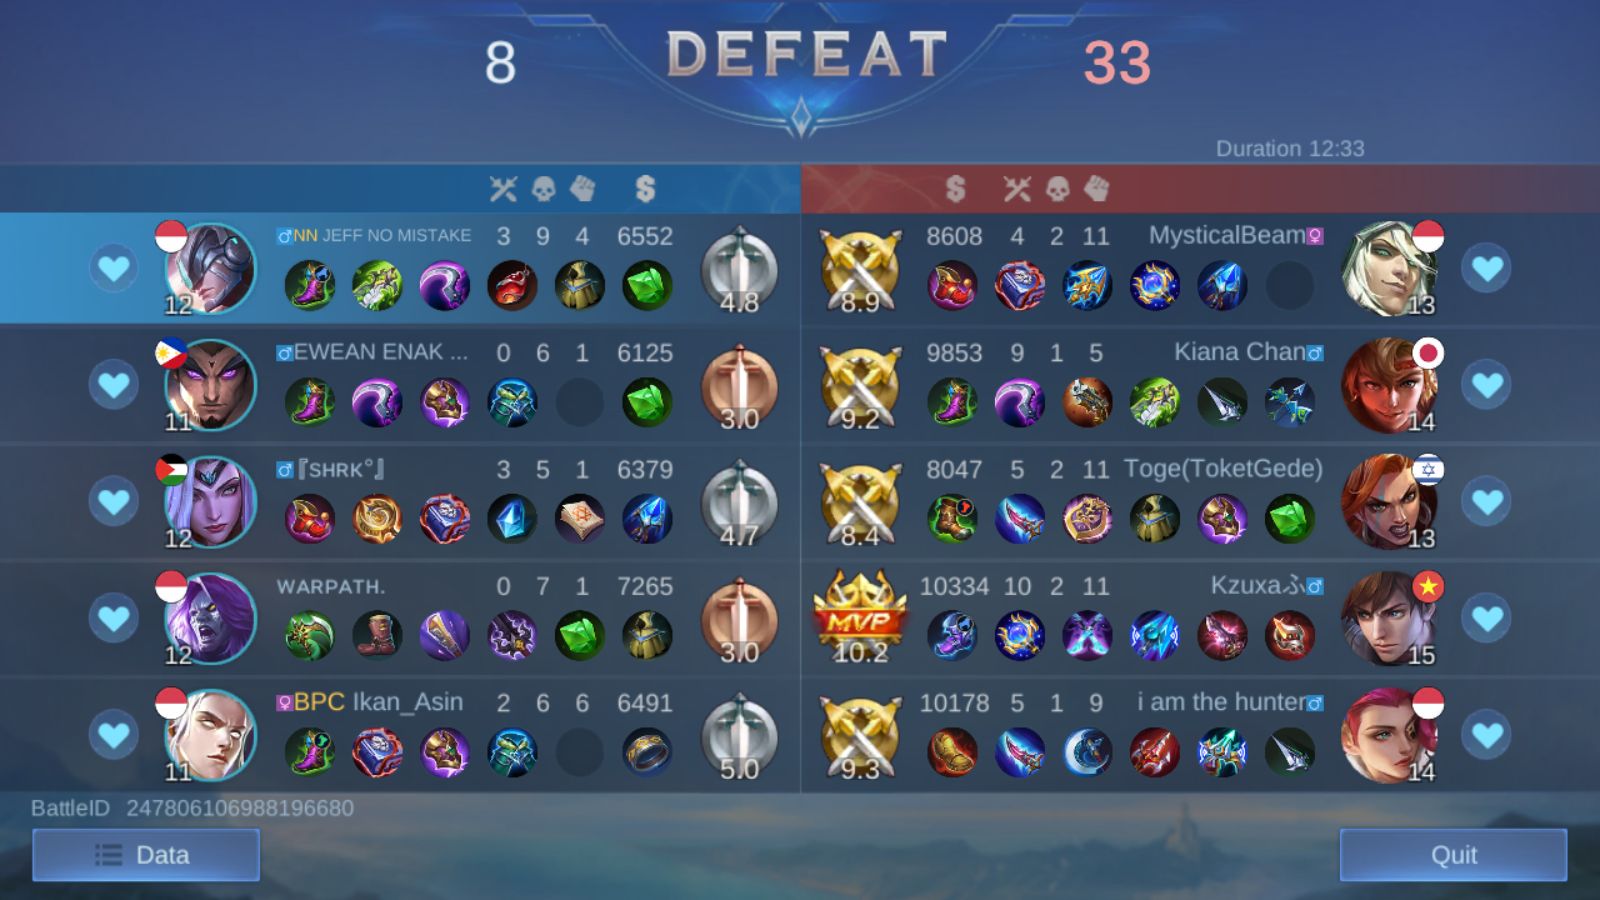 8 DEFEAT 33
Duration 12:33
NN JEFF NO MISTAKE 3 9 4 6552
12 4.8
8608 4 2 11 MysticalBeam
8.9 13
EWEAN ENAK ... 0 6 1 6125
11 3.0
9853 9 1 5 Kiana Chan
9.2 14
『SHRK°』 3 5 1 6379
12 4.7
8047 5 2 11 Toge(ToketGede)
8.4 13
WARPATH. 0 7 1 7265
12 3.0
10334 10 2 11 Kzuxaふ
MVP
10.2 15
BPC Ikan_Asin 2 6 6 6491
11 5.0
10178 5 1 9 i am the hunter
9.3 14
BattleID 247806106988196680
Data
Quit